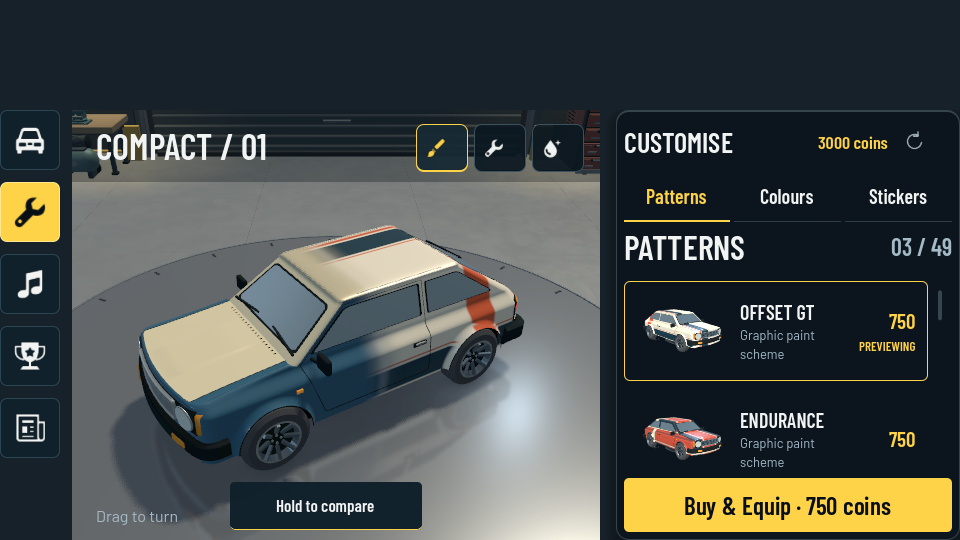 COMPACT / 01
CUSTOMISE
3000 coins
Patterns
Colours
Stickers
PATTERNS
03 / 49
OFFSET GT
Graphic paint
scheme
750
PREVIEWING
ENDURANCE
Graphic paint
scheme
750
Hold to compare
Drag to turn
Buy & Equip · 750 coins